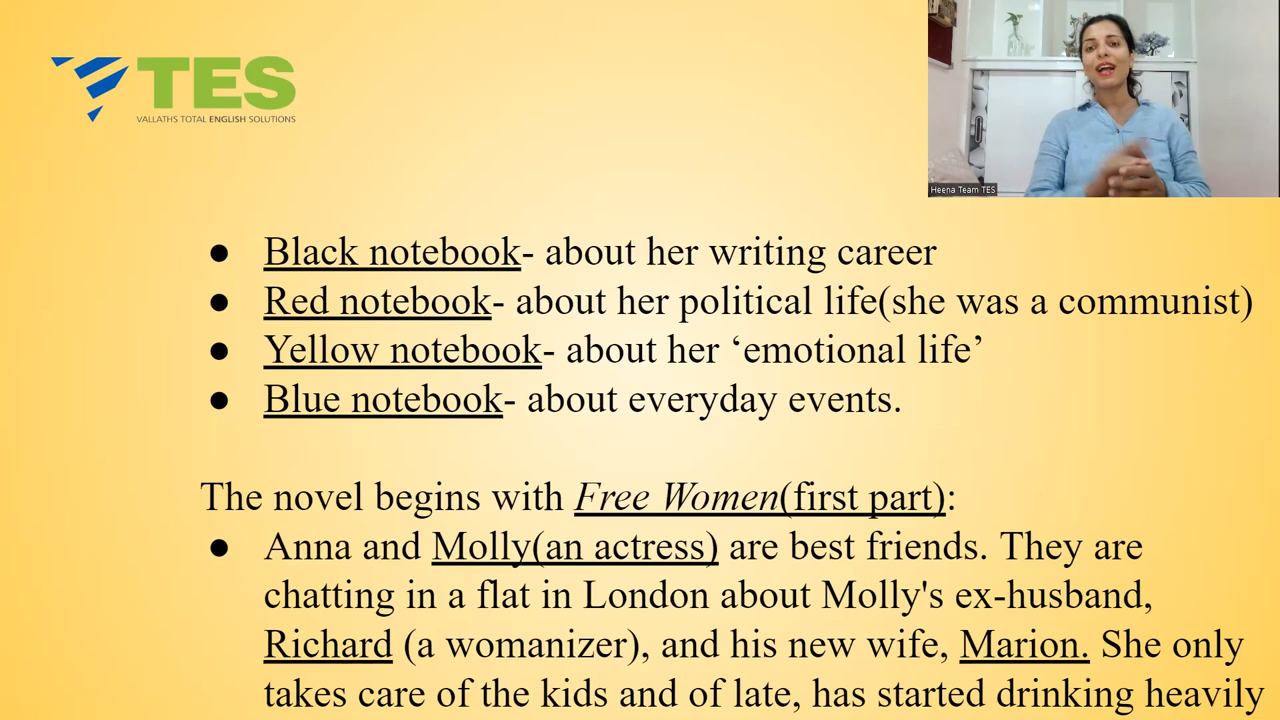 TES
VALLATHS TOTAL ENGLISH SOLUTIONS
Heena Team TES
● Black notebook- about her writing career
● Red notebook- about her political life(she was a communist)
● Yellow notebook- about her ‘emotional life’
● Blue notebook- about everyday events.
The novel begins with Free Women(first part):
● Anna and Molly(an actress) are best friends. They are
chatting in a flat in London about Molly's ex-husband,
Richard (a womanizer), and his new wife, Marion. She only
takes care of the kids and of late, has started drinking heavily